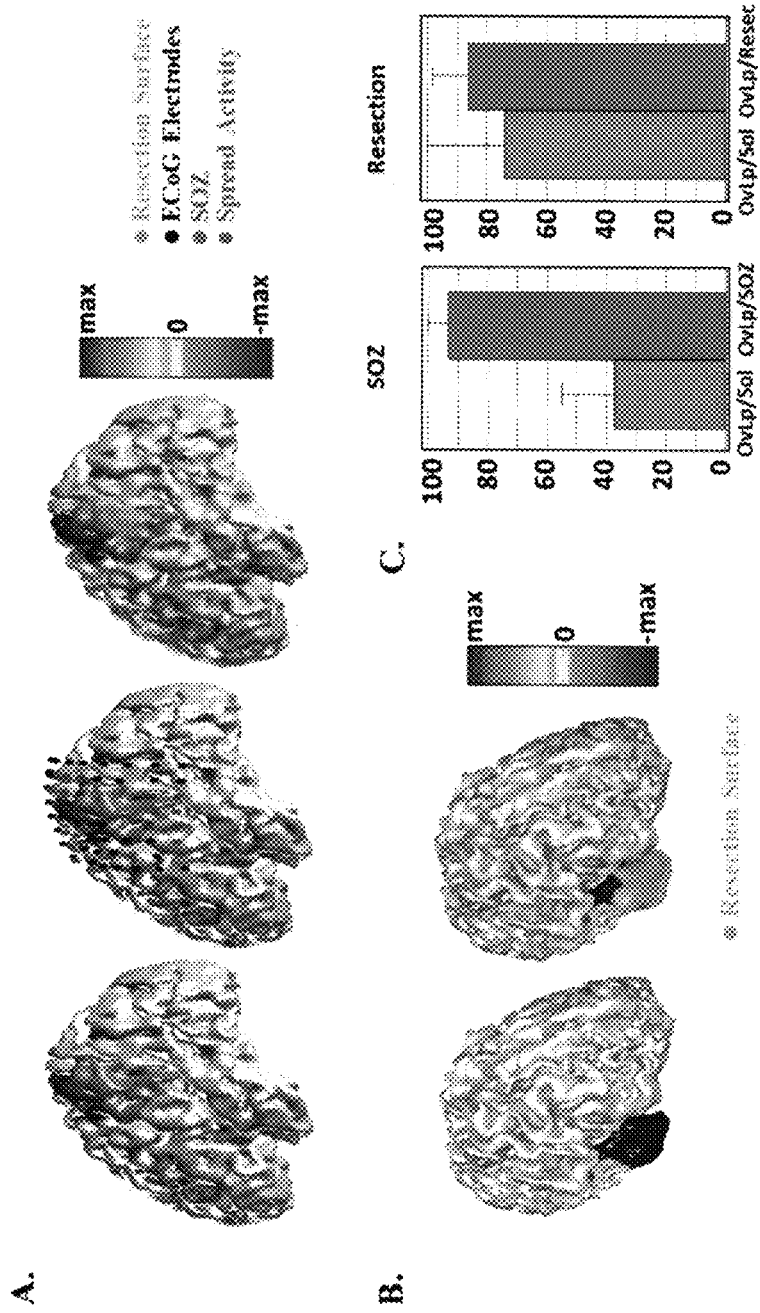 A.
max
0
-max
Resection Surface
ECoG Electrodes
SOZ
Spread Activity
B.
max
0
-max
Resection Surface
C.
SOZ
100
80
60
40
20
0
OvLp/Sol OvLp/SOZ
Resection
100
80
60
40
20
0
OvLp/Sol OvLp/Resec